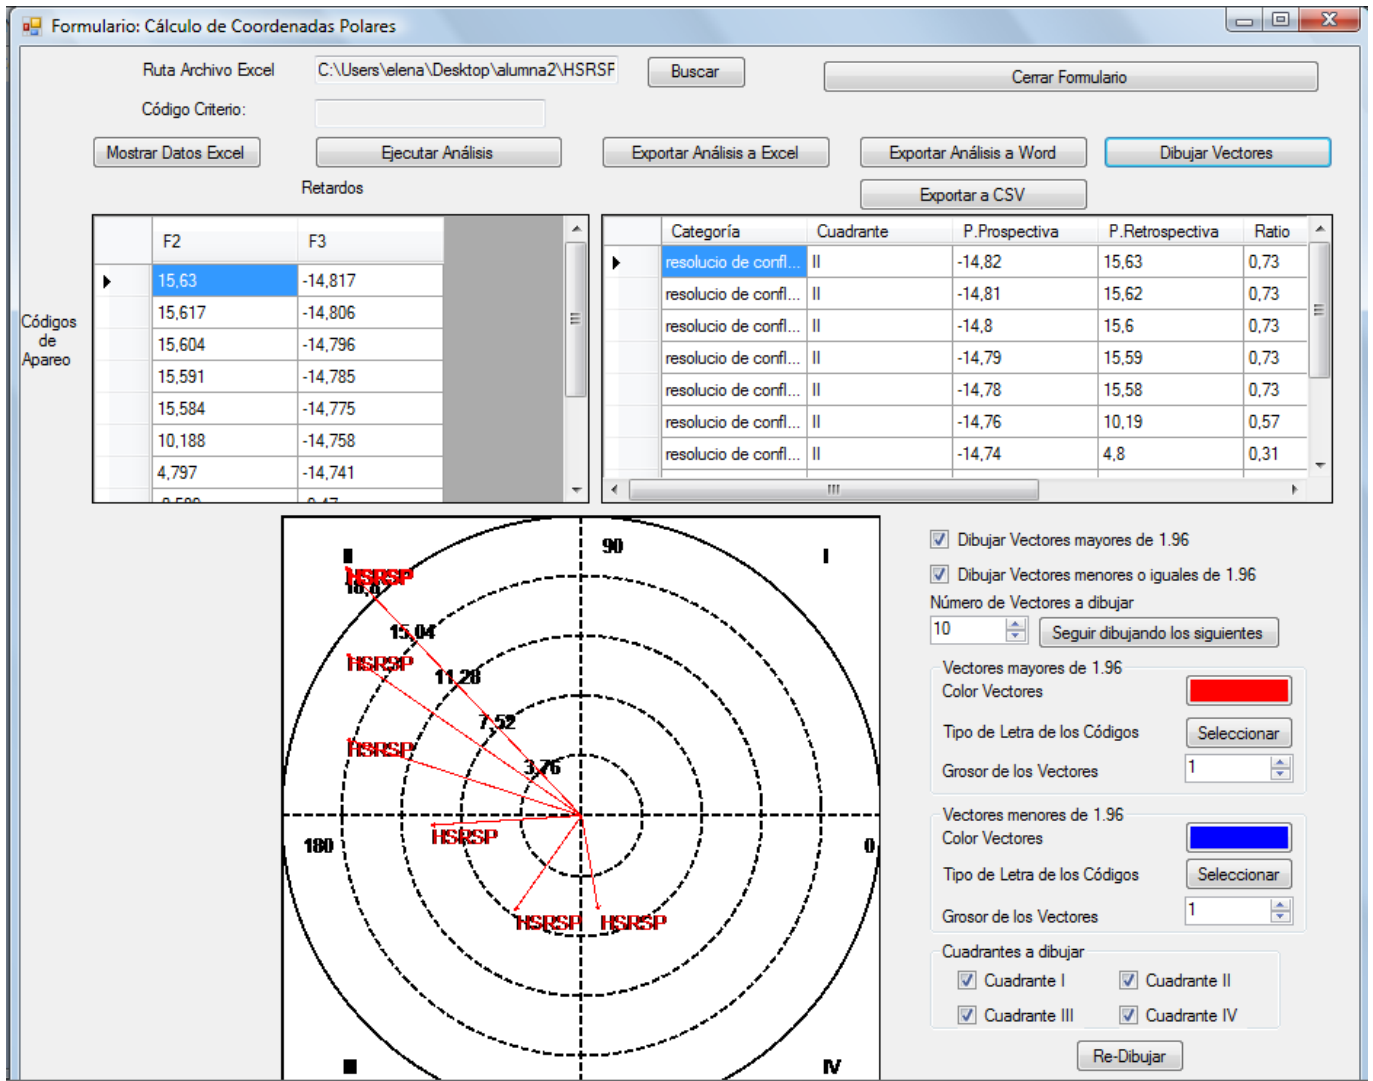 Formulario: Cálculo de Coordenadas Polares
Ruta Archivo Excel C:\Users\elena\Desktop\alumna2\HSRSF Buscar Cerrar Formulario
Código Criterio:
Mostrar Datos Excel Ejecutar Análisis Exportar Análisis a Excel Exportar Análisis a Word Dibujar Vectores
Retardos Exportar a CSV
F2 F3
15,63 -14,817
15,617 -14,806
15,604 -14,796
15,591 -14,785
15,584 -14,775
10,188 -14,758
4,797 -14,741
Códigos
de
Apareo
Categoría Cuadrante P.Prospectiva P.Retrospectiva Ratio
resolucio de confl... II -14,82 15,63 0,73
resolucio de confl... II -14,81 15,62 0,73
resolucio de confl... II -14,8 15,6 0,73
resolucio de confl... II -14,79 15,59 0,73
resolucio de confl... II -14,78 15,58 0,73
resolucio de confl... II -14,76 10,19 0,57
resolucio de confl... II -14,74 4,8 0,31
II 90 I
HSRSP
18,8
15,04
HSRSP
11,28
7,52
HSRSP
3,76
HSRSP
180 0
HSRSP HSRSP
III IV
Dibujar Vectores mayores de 1.96
Dibujar Vectores menores o iguales de 1.96
Número de Vectores a dibujar
10 Seguir dibujando los siguientes
Vectores mayores de 1.96
Color Vectores
Tipo de Letra de los Códigos Seleccionar
Grosor de los Vectores 1
Vectores menores de 1.96
Color Vectores
Tipo de Letra de los Códigos Seleccionar
Grosor de los Vectores 1
Cuadrantes a dibujar
Cuadrante I Cuadrante II
Cuadrante III Cuadrante IV
Re-Dibujar